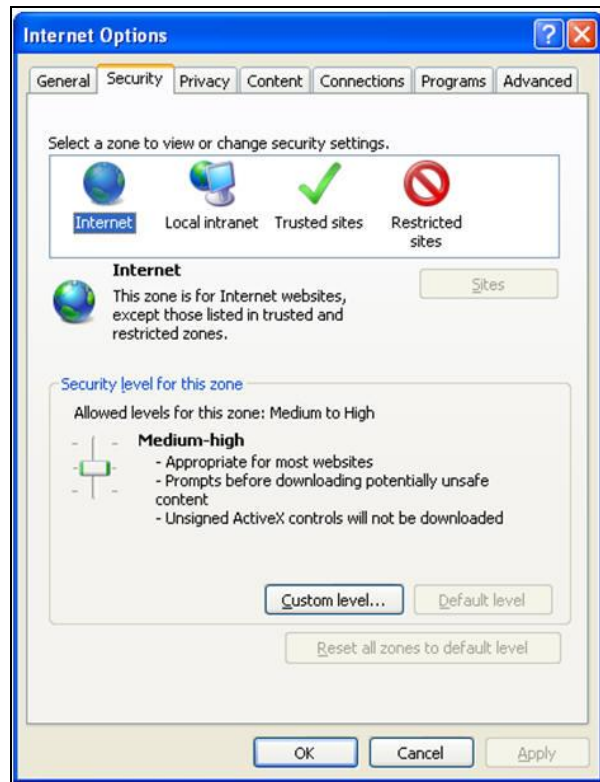 Internet Options
General Security Privacy Content Connections Programs Advanced
Select a zone to view or change security settings.
Internet Local intranet Trusted sites Restricted
sites
Internet
Sites
This zone is for Internet websites,
except those listed in trusted and
restricted zones.
Security level for this zone
Allowed levels for this zone: Medium to High
Medium-high
- Appropriate for most websites
- Prompts before downloading potentially unsafe
content
- Unsigned ActiveX controls will not be downloaded
Custom level... Default level
Reset all zones to default level
OK Cancel Apply